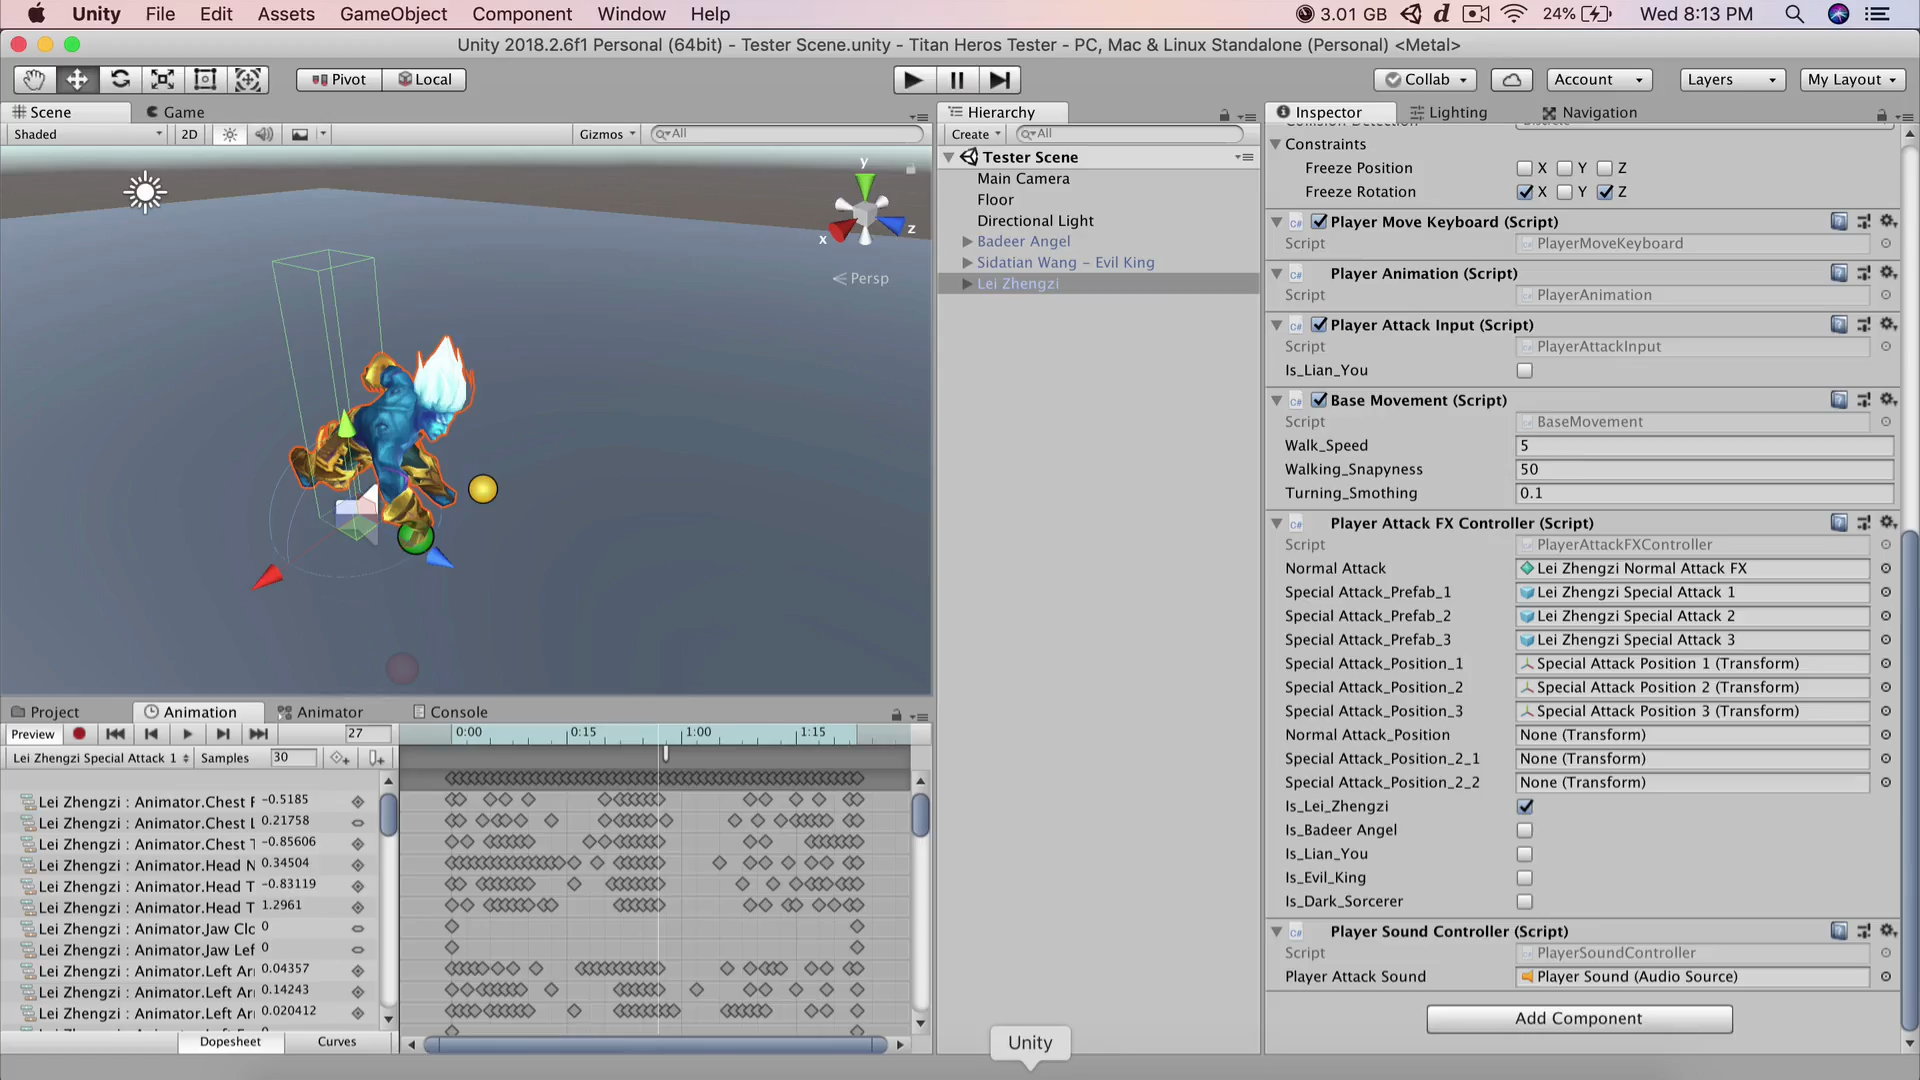 Unity File Edit Assets GameObject Component Window Help 3.01 GB 24% Wed 8:13 PM
Unity 2018.2.6f1 Personal (64bit) - Tester Scene.unity - Titan Heros Tester - PC, Mac & Linux Standalone (Personal) <Metal>
Pivot Local Collab Account Layers My Layout
Scene Game
Shaded 2D Gizmos All
y
x
z
Persp
Hierarchy
Create All
Tester Scene
Main Camera
Floor
Directional Light
Badeer Angel
Sidatian Wang - Evil King
Lei Zhengzi
Project Animation Animator Console
Preview 27 0:00 0:15 1:00 1:15
Lei Zhengzi Special Attack 1 Samples 30
Lei Zhengzi : Animator.Chest F -0.5185
Lei Zhengzi : Animator.Chest L 0.21758
Lei Zhengzi : Animator.Chest T -0.85606
Lei Zhengzi : Animator.Head N 0.34504
Lei Zhengzi : Animator.Head T -0.83119
Lei Zhengzi : Animator.Head T 1.2961
Lei Zhengzi : Animator.Jaw Clo 0
Lei Zhengzi : Animator.Jaw Lef 0
Lei Zhengzi : Animator.Left Ar 0.04357
Lei Zhengzi : Animator.Left Ar 0.14243
Lei Zhengzi : Animator.Left Ar 0.020412
Dopesheet Curves
Unity
Inspector Lighting Navigation
Constraints
Freeze Position X Y Z
Freeze Rotation X Y Z
Player Move Keyboard (Script)
Script PlayerMoveKeyboard
Player Animation (Script)
Script PlayerAnimation
Player Attack Input (Script)
Script PlayerAttackInput
Is_Lian_You
Base Movement (Script)
Script BaseMovement
Walk_Speed 5
Walking_Snapyness 50
Turning_Smothing 0.1
Player Attack FX Controller (Script)
Script PlayerAttackFXController
Normal Attack Lei Zhengzi Normal Attack FX
Special Attack_Prefab_1 Lei Zhengzi Special Attack 1
Special Attack_Prefab_2 Lei Zhengzi Special Attack 2
Special Attack_Prefab_3 Lei Zhengzi Special Attack 3
Special Attack_Position_1 Special Attack Position 1 (Transform)
Special Attack_Position_2 Special Attack Position 2 (Transform)
Special Attack_Position_3 Special Attack Position 3 (Transform)
Normal Attack_Position None (Transform)
Special Attack_Position_2_1 None (Transform)
Special Attack_Position_2_2 None (Transform)
Is_Lei_Zhengzi
Is_Badeer Angel
Is_Lian_You
Is_Evil_King
Is_Dark_Sorcerer
Player Sound Controller (Script)
Script PlayerSoundController
Player Attack Sound Player Sound (Audio Source)
Add Component